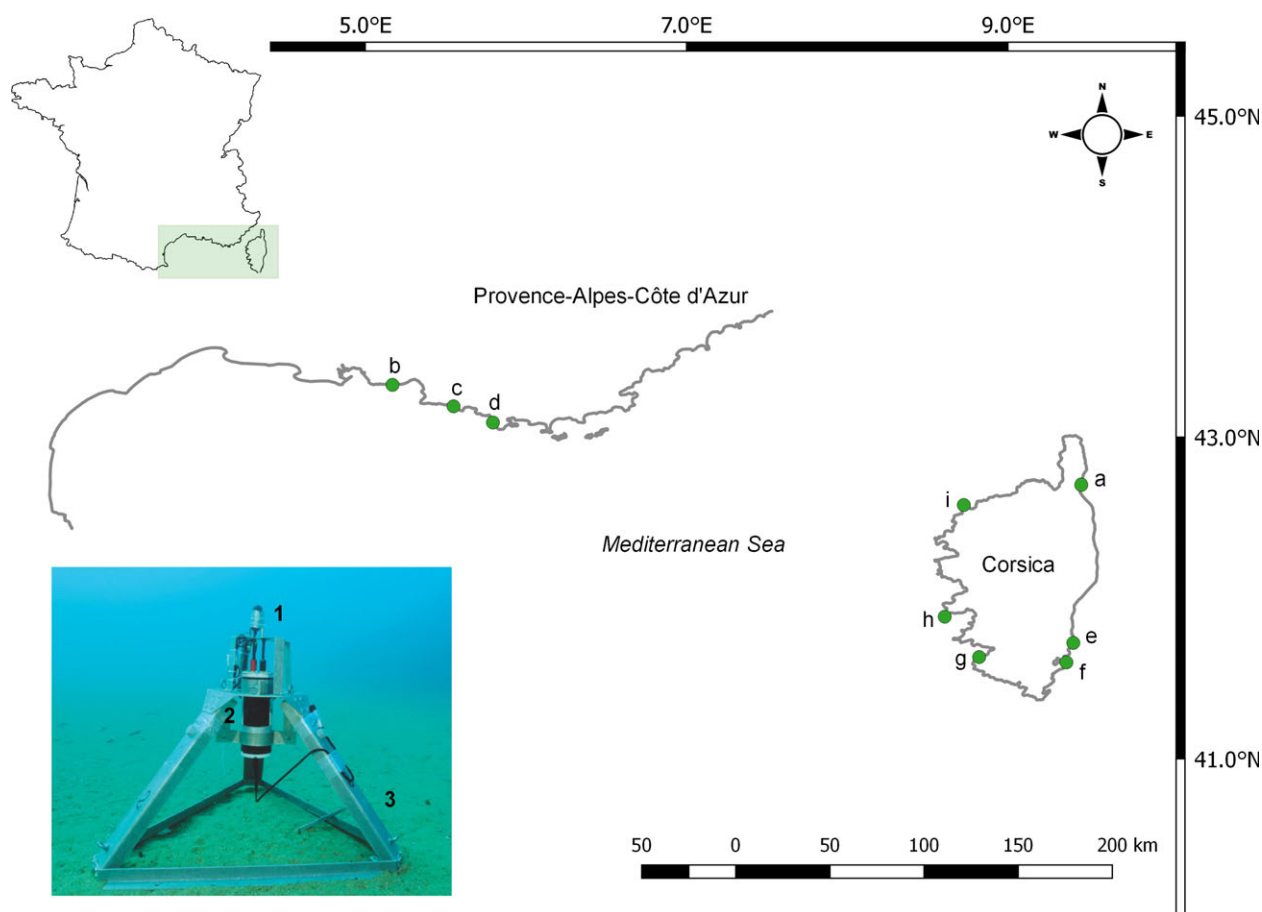 5.0°E 7.0°E 9.0°E
N
W E
S
45.0°N
Provence-Alpes-Côte d'Azur
b
c
d
43.0°N
a
i
Mediterranean Sea
Corsica
1
h
e
g
f
2
41.0°N
3
50 0 50 100 150 200 km